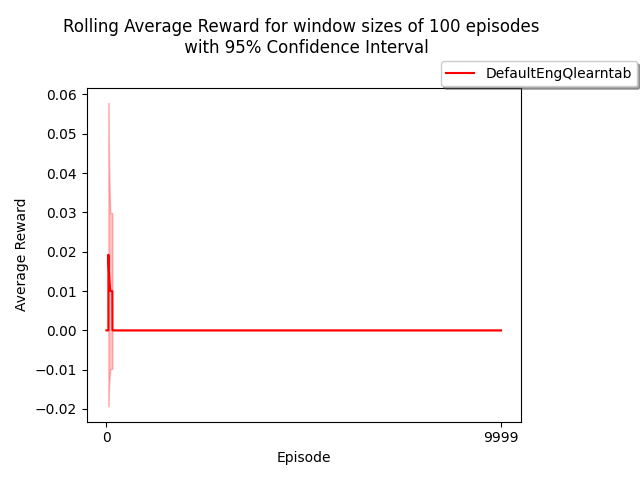 Rolling Average Reward for window sizes of 100 episodes
with 95% Confidence Interval
DefaultEngQlearntab
0.06
0.05
0.04
0.03
0.02
0.01
0.00
−0.01
−0.02
Average Reward
0
9999
Episode